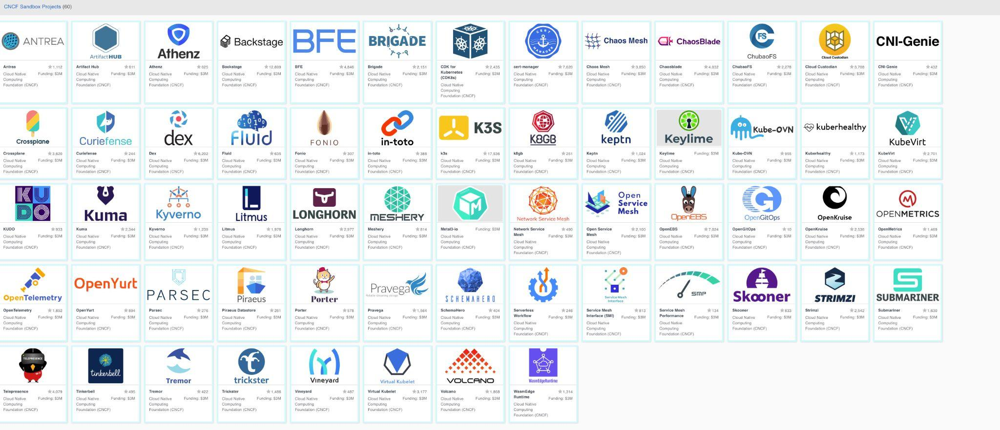 CNCF Sandbox Projects (60)
ANTREA
Antrea ★1,112
Cloud Native Funding: $3M
Computing
Foundation (CNCF)
Artifact HUB
Artifact Hub ★611
Cloud Native Funding: $3M
Computing
Foundation (CNCF)
Athenz
Athenz ★625
Cloud Native Funding: $3M
Computing
Foundation (CNCF)
Backstage
Backstage ★12,699
Cloud Native Funding: $3M
Computing
Foundation (CNCF)
BFE
BFE ★4,846
Cloud Native Funding: $3M
Computing
Foundation (CNCF)
BRIGADE
Brigade ★2,151
Cloud Native Funding: $3M
Computing
Foundation (CNCF)
CDK for ★2,435
Kubernetes Funding: $3M
(CDK8s)
Cloud Native
Computing
Foundation (CNCF)
CERT
MANAGER
cert-manager ★7,620
Cloud Native Funding: $3M
Computing
Foundation (CNCF)
Chaos Mesh
Chaos Mesh ★3,850
Cloud Native Funding: $3M
Computing
Foundation (CNCF)
ChaosBlade
Chaosblade ★4,032
Cloud Native Funding: $3M
Computing
Foundation (CNCF)
FS
ChubaoFS
ChubaoFS ★2,278
Cloud Native Funding: $3M
Computing
Foundation (CNCF)
Cloud Custodian
Cloud Custodian ★3,708
Cloud Native Funding: $3M
Computing
Foundation (CNCF)
CNI-Genie
CNI-Genie ★432
Cloud Native Funding: $3M
Computing
Foundation (CNCF)
Crossplane
Crossplane ★3,620
Cloud Native Funding: $3M
Computing
Foundation (CNCF)
Curiefense
Curiefense ★244
Cloud Native Funding: $3M
Computing
Foundation (CNCF)
dex
Dex ★6,202
Cloud Native Funding: $3M
Computing
Foundation (CNCF)
fluid
Fluid ★635
Cloud Native Funding: $3M
Computing
Foundation (CNCF)
FONIO
Fonio ★307
Cloud Native Funding: $3M
Computing
Foundation (CNCF)
in-toto
in-toto ★388
Cloud Native Funding: $3M
Computing
Foundation (CNCF)
K3S
k3s ★17,536
Cloud Native Funding: $3M
Computing
Foundation (CNCF)
K8GB
k8gb ★251
Cloud Native Funding: $3M
Computing
Foundation (CNCF)
keptn
Keptn ★1,024
Cloud Native Funding: $3M
Computing
Foundation (CNCF)
Keylime
Keylime Funding: $3M
Cloud Native
Computing
Foundation (CNCF)
Kube-OVN
Kube-OVN ★955
Cloud Native Funding: $3M
Computing
Foundation (CNCF)
kuberhealthy
Kuberhealthy ★1,173
Cloud Native Funding: $3M
Computing
Foundation (CNCF)
KubeVirt
KubeVirt ★2,701
Cloud Native Funding: $3M
Computing
Foundation (CNCF)
KU
DO
KUDO ★933
Cloud Native Funding: $3M
Computing
Foundation (CNCF)
Kuma
Kuma ★2,344
Cloud Native Funding: $3M
Computing
Foundation (CNCF)
Kyverno
Kyverno ★1,239
Cloud Native Funding: $3M
Computing
Foundation (CNCF)
Litmus
Litmus ★1,976
Cloud Native Funding: $3M
Computing
Foundation (CNCF)
LONGHORN
Longhorn ★2,977
Cloud Native Funding: $3M
Computing
Foundation (CNCF)
MESHERY
Meshery ★814
Cloud Native Funding: $3M
Computing
Foundation (CNCF)
M
Metal3-io Funding: $3M
Cloud Native
Computing
Foundation (CNCF)
Network Service Mesh
Network Service ★490
Mesh Funding: $3M
Cloud Native
Computing
Foundation (CNCF)
Open
Service
Mesh
Open Service ★2,100
Mesh Funding: $3M
Cloud Native
Computing
Foundation (CNCF)
OpenEBS
OpenEBS ★7,024
Cloud Native Funding: $3M
Computing
Foundation (CNCF)
OpenGitOps
OpenGitOps ★10
Cloud Native Funding: $3M
Computing
Foundation (CNCF)
OpenKruise
OpenKruise ★2,536
Cloud Native Funding: $3M
Computing
Foundation (CNCF)
OPENMETRICS
OpenMetrics ★1,469
Cloud Native Funding: $3M
Computing
Foundation (CNCF)
OpenTelemetry
OpenTelemetry ★1,892
Cloud Native Funding: $3M
Computing
Foundation (CNCF)
OpenYurt
OpenYurt ★894
Cloud Native Funding: $3M
Computing
Foundation (CNCF)
PARSEC
Parsec ★276
Cloud Native Funding: $3M
Computing
Foundation (CNCF)
Piraeus
Piraeus Datastore ★261
Cloud Native Funding: $3M
Computing
Foundation (CNCF)
Porter
Porter ★578
Cloud Native Funding: $3M
Computing
Foundation (CNCF)
Pravega
Reliable streaming storage
Pravega ★1,564
Cloud Native Funding: $3M
Computing
Foundation (CNCF)
SCHEMAHERO
SchemaHero ★404
Cloud Native Funding: $3M
Computing
Foundation (CNCF)
Serverless ★246
Workflow Funding: $3M
Cloud Native
Computing
Foundation (CNCF)
Service Mesh
Interface
Service Mesh ★813
Interface (SMI) Funding: $3M
Cloud Native
Computing
Foundation (CNCF)
SMP
Service Mesh ★134
Performance Funding: $3M
Cloud Native
Computing
Foundation (CNCF)
Skooner
Skooner ★833
Cloud Native Funding: $3M
Computing
Foundation (CNCF)
STRIMZI
Strimzi ★2,542
Cloud Native Funding: $3M
Computing
Foundation (CNCF)
SUBMARINER
Submariner ★1,630
Cloud Native Funding: $3M
Computing
Foundation (CNCF)
TELEPRESENCE
Telepresence ★4,079
Cloud Native Funding: $3M
Computing
Foundation (CNCF)
tinkerbell
Tinkerbell ★495
Cloud Native Funding: $3M
Computing
Foundation (CNCF)
Tremor
Tremor ★422
Cloud Native Funding: $3M
Computing
Foundation (CNCF)
trickster
Trickster ★1,486
Cloud Native Funding: $3M
Computing
Foundation (CNCF)
Vineyard
Vineyard ★487
Cloud Native Funding: $3M
Computing
Foundation (CNCF)
Virtual Kubelet
Virtual Kubelet ★3,177
Cloud Native Funding: $3M
Computing
Foundation (CNCF)
VOLCANO
Volcano ★1,868
Cloud Native Funding: $3M
Computing
Foundation (CNCF)
WasmEdgeRuntime
WasmEdge ★1,314
Runtime Funding: $3M
Cloud Native
Computing
Foundation (CNCF)